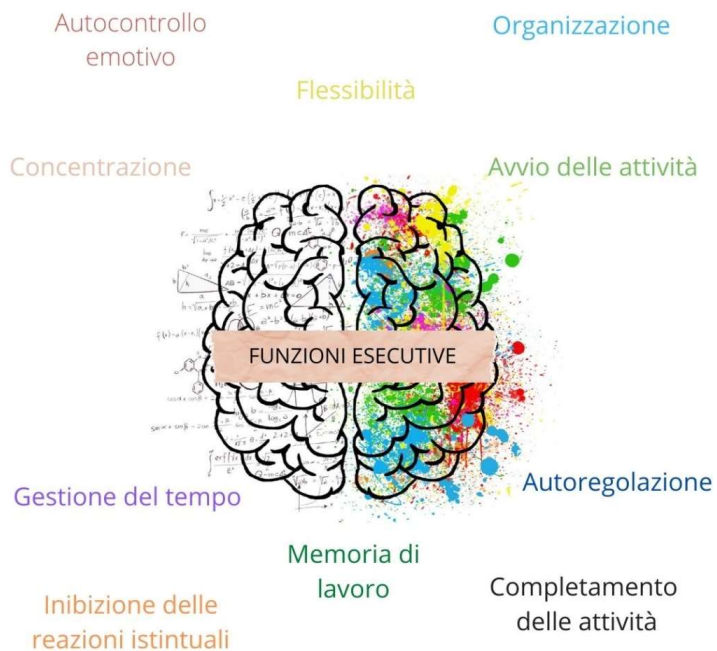 Autocontrollo
emotivo
Organizzazione
Flessibilità
Concentrazione
Avvio delle attività
FUNZIONI ESECUTIVE
Gestione del tempo
Autoregolazione
Memoria di
lavoro
Completamento
delle attività
Inibizione delle
reazioni istintuali